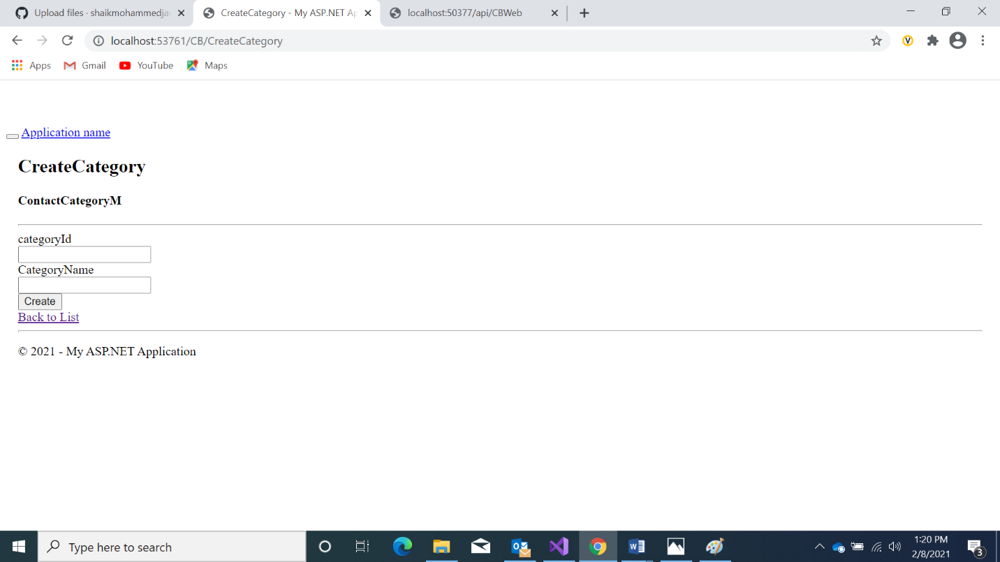 Upload files · shaikmohammedjav
CreateCategory - My ASP.NET Ap
localhost:50377/api/CBWeb
localhost:53761/CB/CreateCategory
V
Apps
Gmail
YouTube
Maps
Application name
CreateCategory
ContactCategoryM
categoryId
CategoryName
Create
Back to List
© 2021 - My ASP.NET Application
Type here to search
1:20 PM
2/8/2021
3